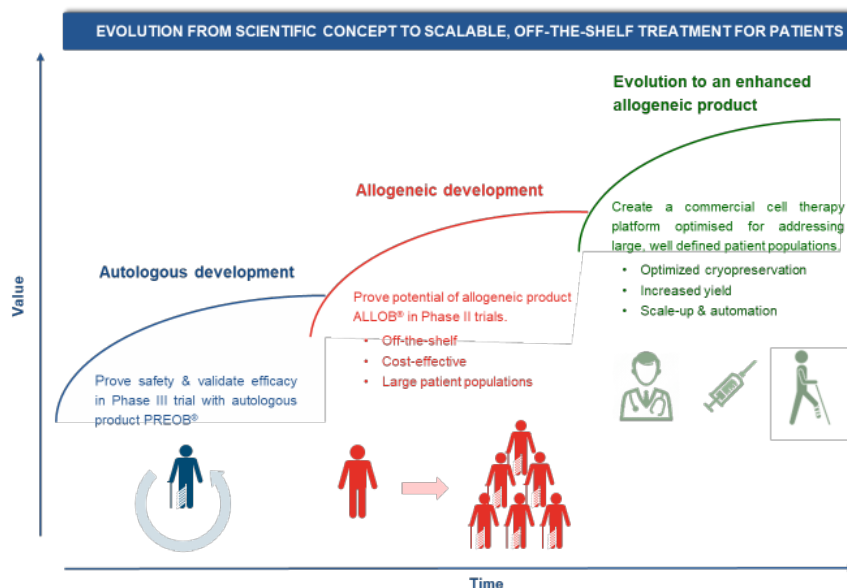 EVOLUTION FROM SCIENTIFIC CONCEPT TO SCALABLE, OFF-THE-SHELF TREATMENT FOR PATIENTS
Evolution to an enhanced
allogeneic product
Allogeneic development
Create a commercial cell therapy
platform optimised for addressing
large, well defined patient populations.
• Optimized cryopreservation
• Increased yield
• Scale-up & automation
Autologous development
Prove potential of allogeneic product
ALLOB® in Phase II trials.
• Off-the-shelf
• Cost-effective
• Large patient populations
Prove safety & validate efficacy
in Phase III trial with autologous
product PREOB®
Value
Time